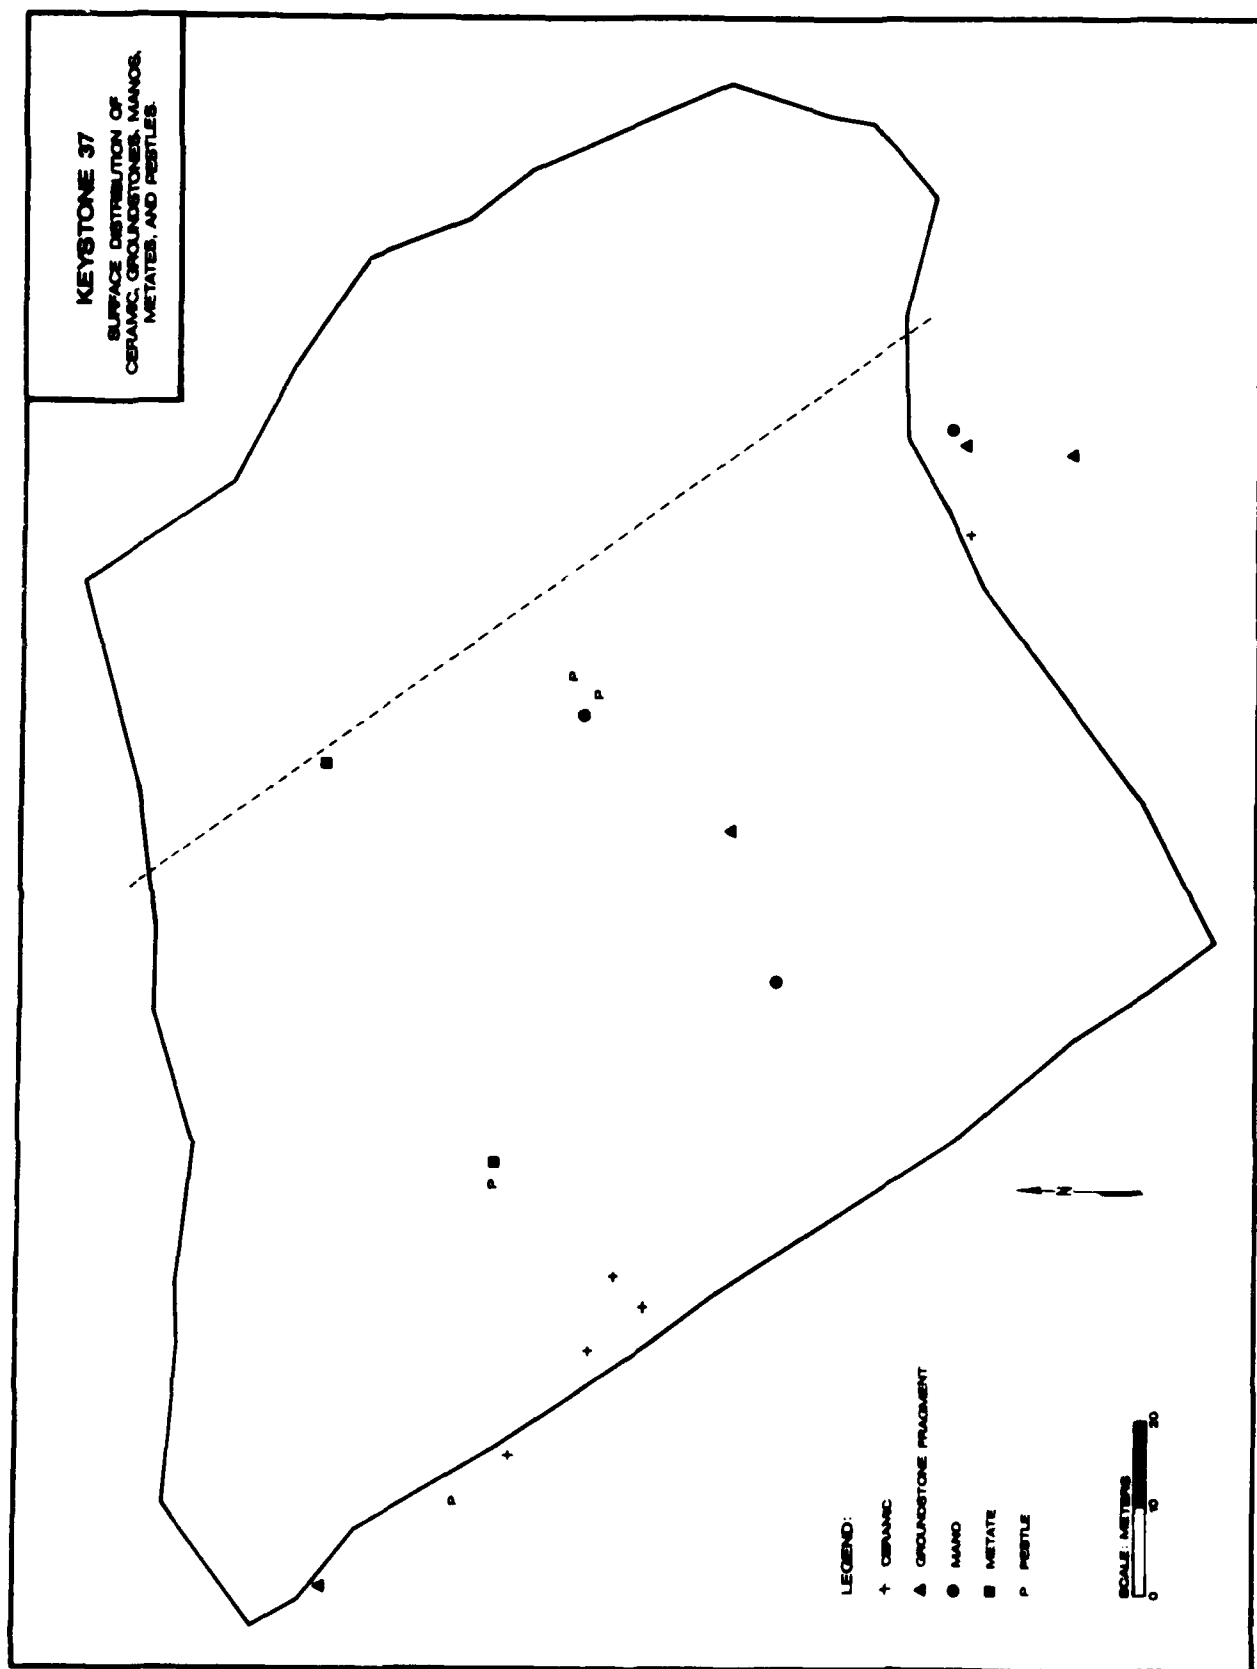 KEYSTONE 37
SURFACE DISTRIBUTION OF
CERAMIC, GROUNDSTONES, MANOS,
METATES, AND PESTLES
P
P
P
P
N
LEGEND:
+ CERAMIC
▲ GROUNDSTONE FRAGMENT
● MANO
■ METATE
P PESTLE
SCALE: METERS
0 10 20